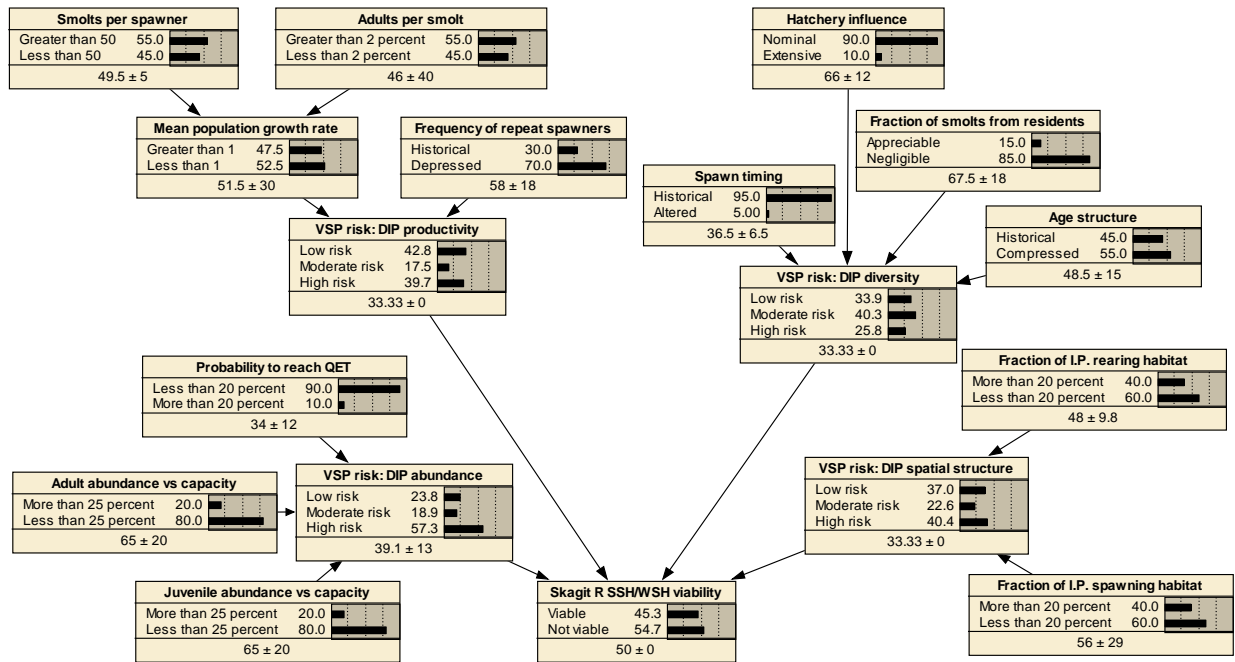 Smolts per spawner
Greater than 50 55.0
Less than 50 45.0
49.5 ± 5
Adults per smolt
Greater than 2 percent 55.0
Less than 2 percent 45.0
46 ± 40
Hatchery influence
Nominal 90.0
Extensive 10.0
66 ± 12
Mean population growth rate
Greater than 1 47.5
Less than 1 52.5
51.5 ± 30
Frequency of repeat spawners
Historical 30.0
Depressed 70.0
58 ± 18
Fraction of smolts from residents
Appreciable 15.0
Negligible 85.0
67.5 ± 18
Spawn timing
Historical 95.0
Altered 5.00
36.5 ± 6.5
Age structure
Historical 45.0
Compressed 55.0
48.5 ± 15
VSP risk: DIP productivity
Low risk 42.8
Moderate risk 17.5
High risk 39.7
33.33 ± 0
VSP risk: DIP diversity
Low risk 33.9
Moderate risk 40.3
High risk 25.8
33.33 ± 0
Probability to reach QET
Less than 20 percent 90.0
More than 20 percent 10.0
34 ± 12
Fraction of I.P. rearing habitat
More than 20 percent 40.0
Less than 20 percent 60.0
48 ± 9.8
Adult abundance vs capacity
More than 25 percent 20.0
Less than 25 percent 80.0
65 ± 20
VSP risk: DIP abundance
Low risk 23.8
Moderate risk 18.9
High risk 57.3
39.1 ± 13
VSP risk: DIP spatial structure
Low risk 37.0
Moderate risk 22.6
High risk 40.4
33.33 ± 0
Juvenile abundance vs capacity
More than 25 percent 20.0
Less than 25 percent 80.0
65 ± 20
Skagit R SSH/WSH viability
Viable 45.3
Not viable 54.7
50 ± 0
Fraction of I.P. spawning habitat
More than 20 percent 40.0
Less than 20 percent 60.0
56 ± 29